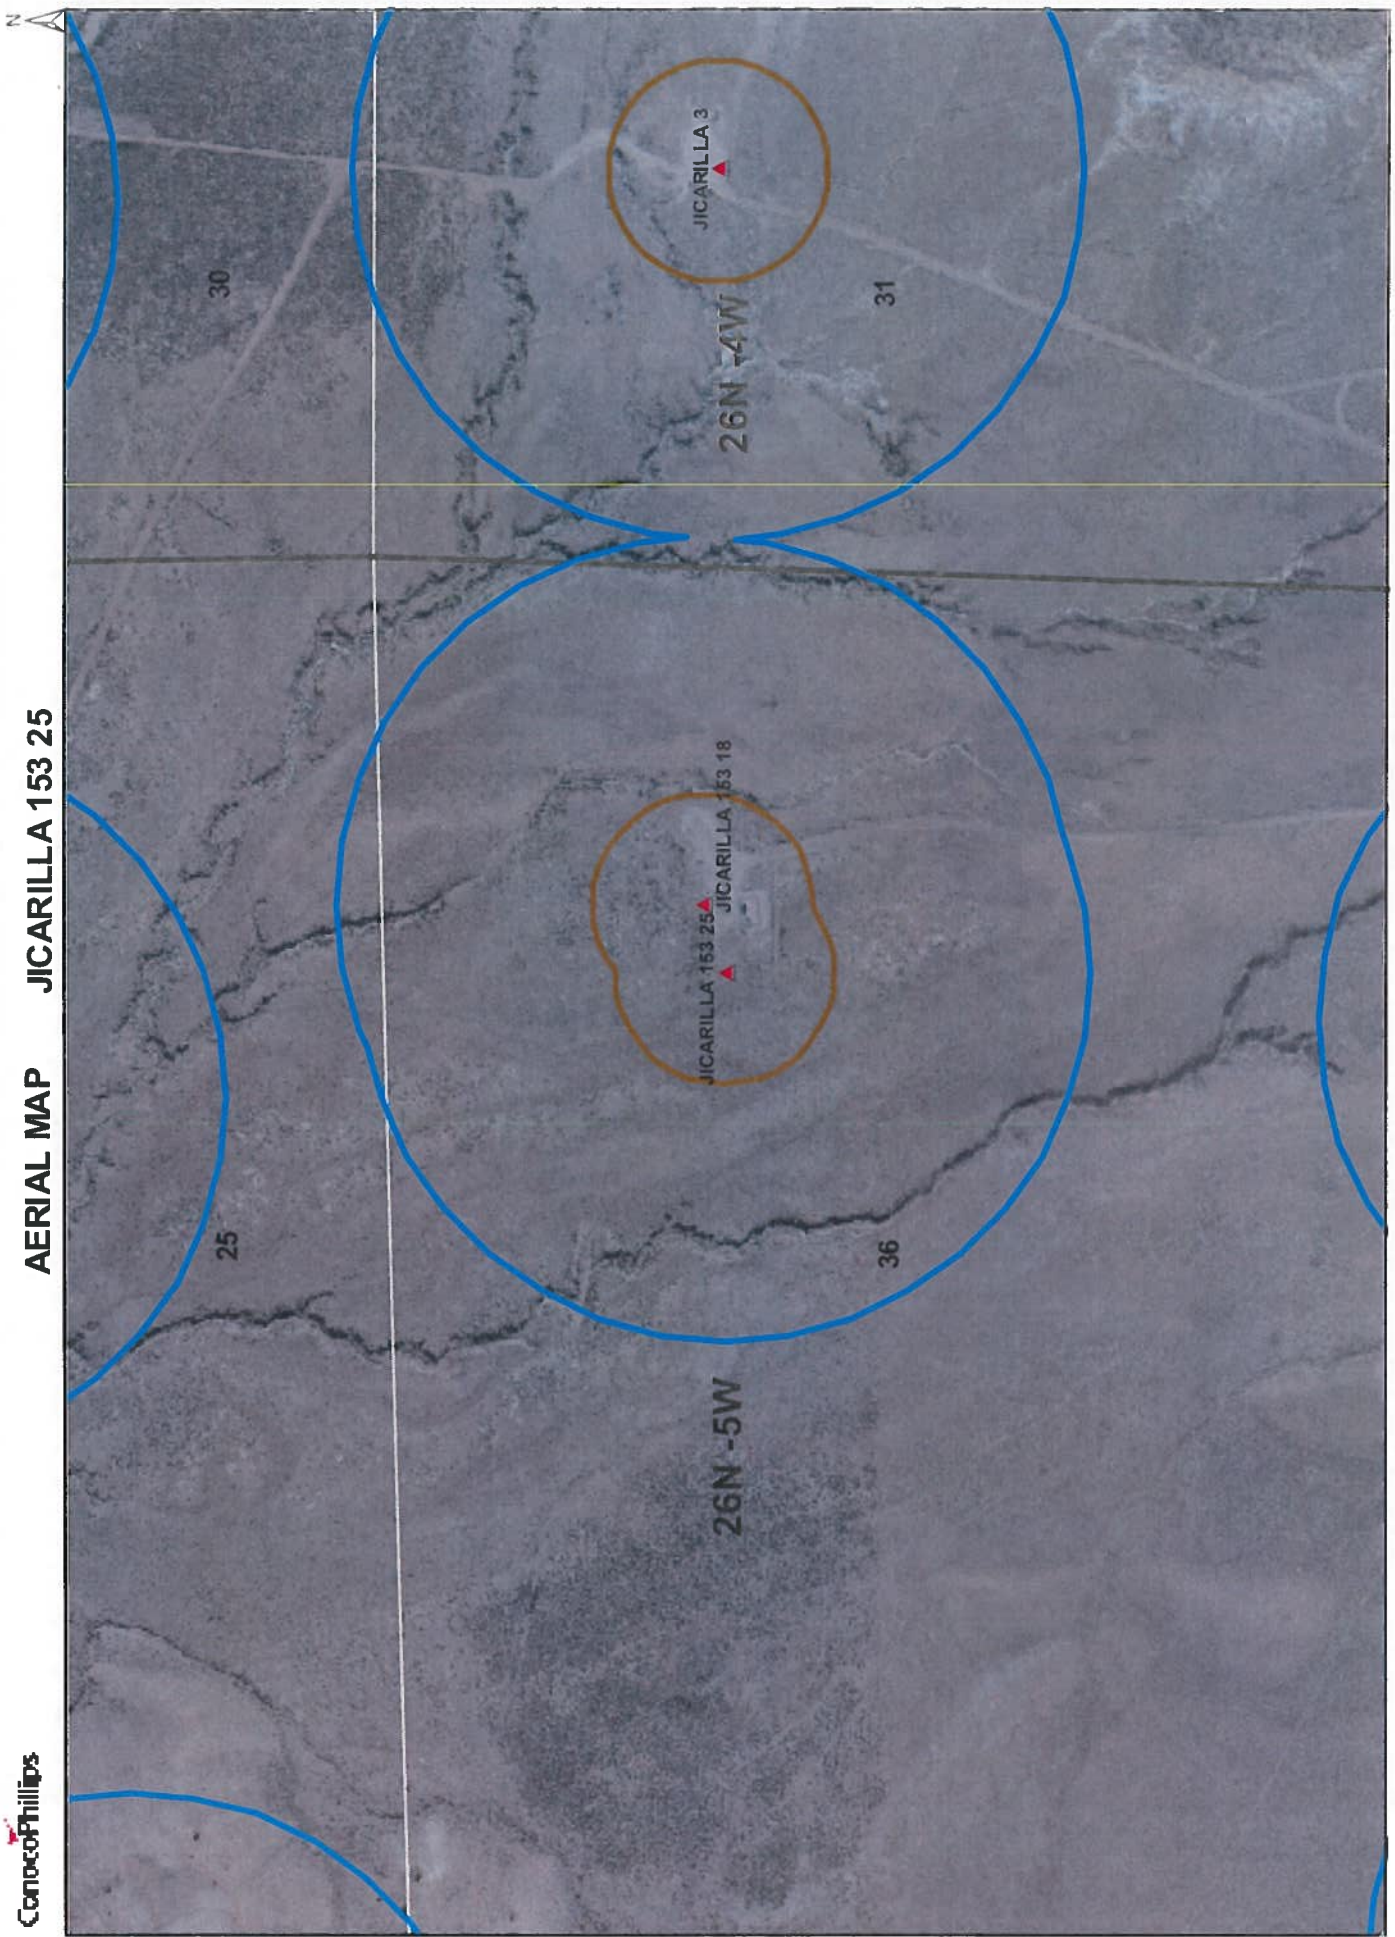 ConocoPhillips
AERIAL MAP JICARILLA 153 25
N
25
30
26N -5W
JICARILLA 153 25
JICARILLA 153 18
26N -4W
JICARILLA 3
36
31